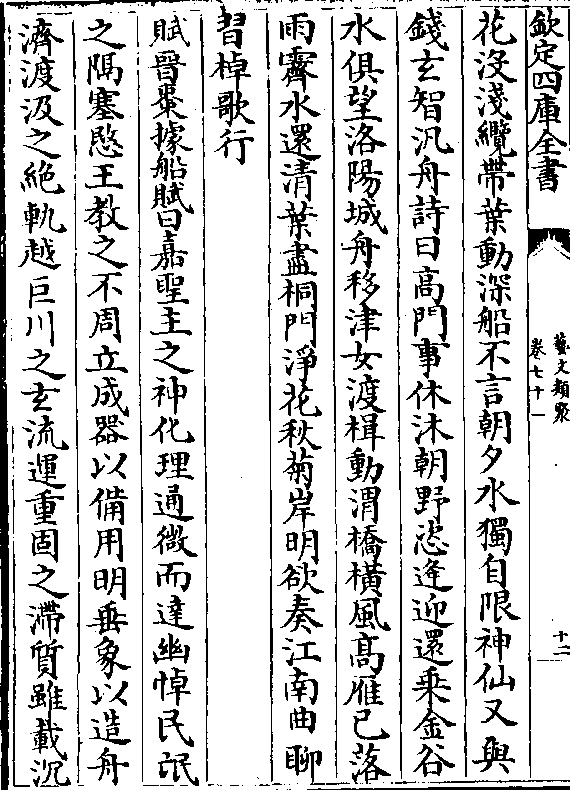 欽定四庫全書
藝文類聚
卷七十一
十二
花沒淺纜帶葉動深船不言朝夕水獨自限神仙又與
錢玄智汎舟詩曰高門事休沐朝野恣逢迎還乘金谷
水俱望洛陽城舟移津女渡楫動渭橋橫風高雁已落
雨霽水還清葉盡桐門淨花秋菊岸明欲奏江南曲聊
習棹歌行
賦晉棗據船賦曰嘉聖主之神化理通微而達幽悼民氓
之隔塞愍王教之不周立成器以備用明垂象以造舟
濟渡汲之絕軌越巨川之玄流運重固之滯質雖載沉